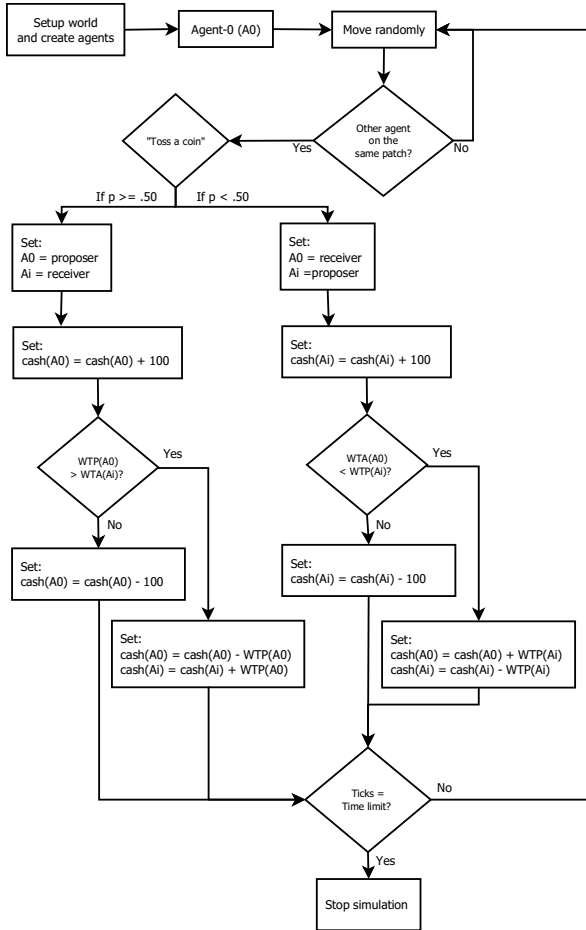 Setup world
and create agents
Agent-0 (A0)
Move randomly
Other agent
on the
same patch?
Yes
No
"Toss a coin"
If p >= .50
If p < .50
Set:
A0 = proposer
Ai = receiver
Set:
A0 = receiver
Ai =proposer
Set:
cash(A0) = cash(A0) + 100
Set:
cash(Ai) = cash(Ai) + 100
WTP(A0)
> WTA(Ai)?
Yes
No
WTA(A0)
< WTP(Ai)?
Yes
No
Set:
cash(A0) = cash(A0) - 100
Set:
cash(Ai) = cash(Ai) - 100
Set:
cash(A0) = cash(A0) - WTP(A0)
cash(Ai) = cash(Ai) + WTP(A0)
Set:
cash(A0) = cash(A0) + WTP(Ai)
cash(Ai) = cash(Ai) - WTP(Ai)
Ticks =
Time limit?
No
Yes
Stop simulation